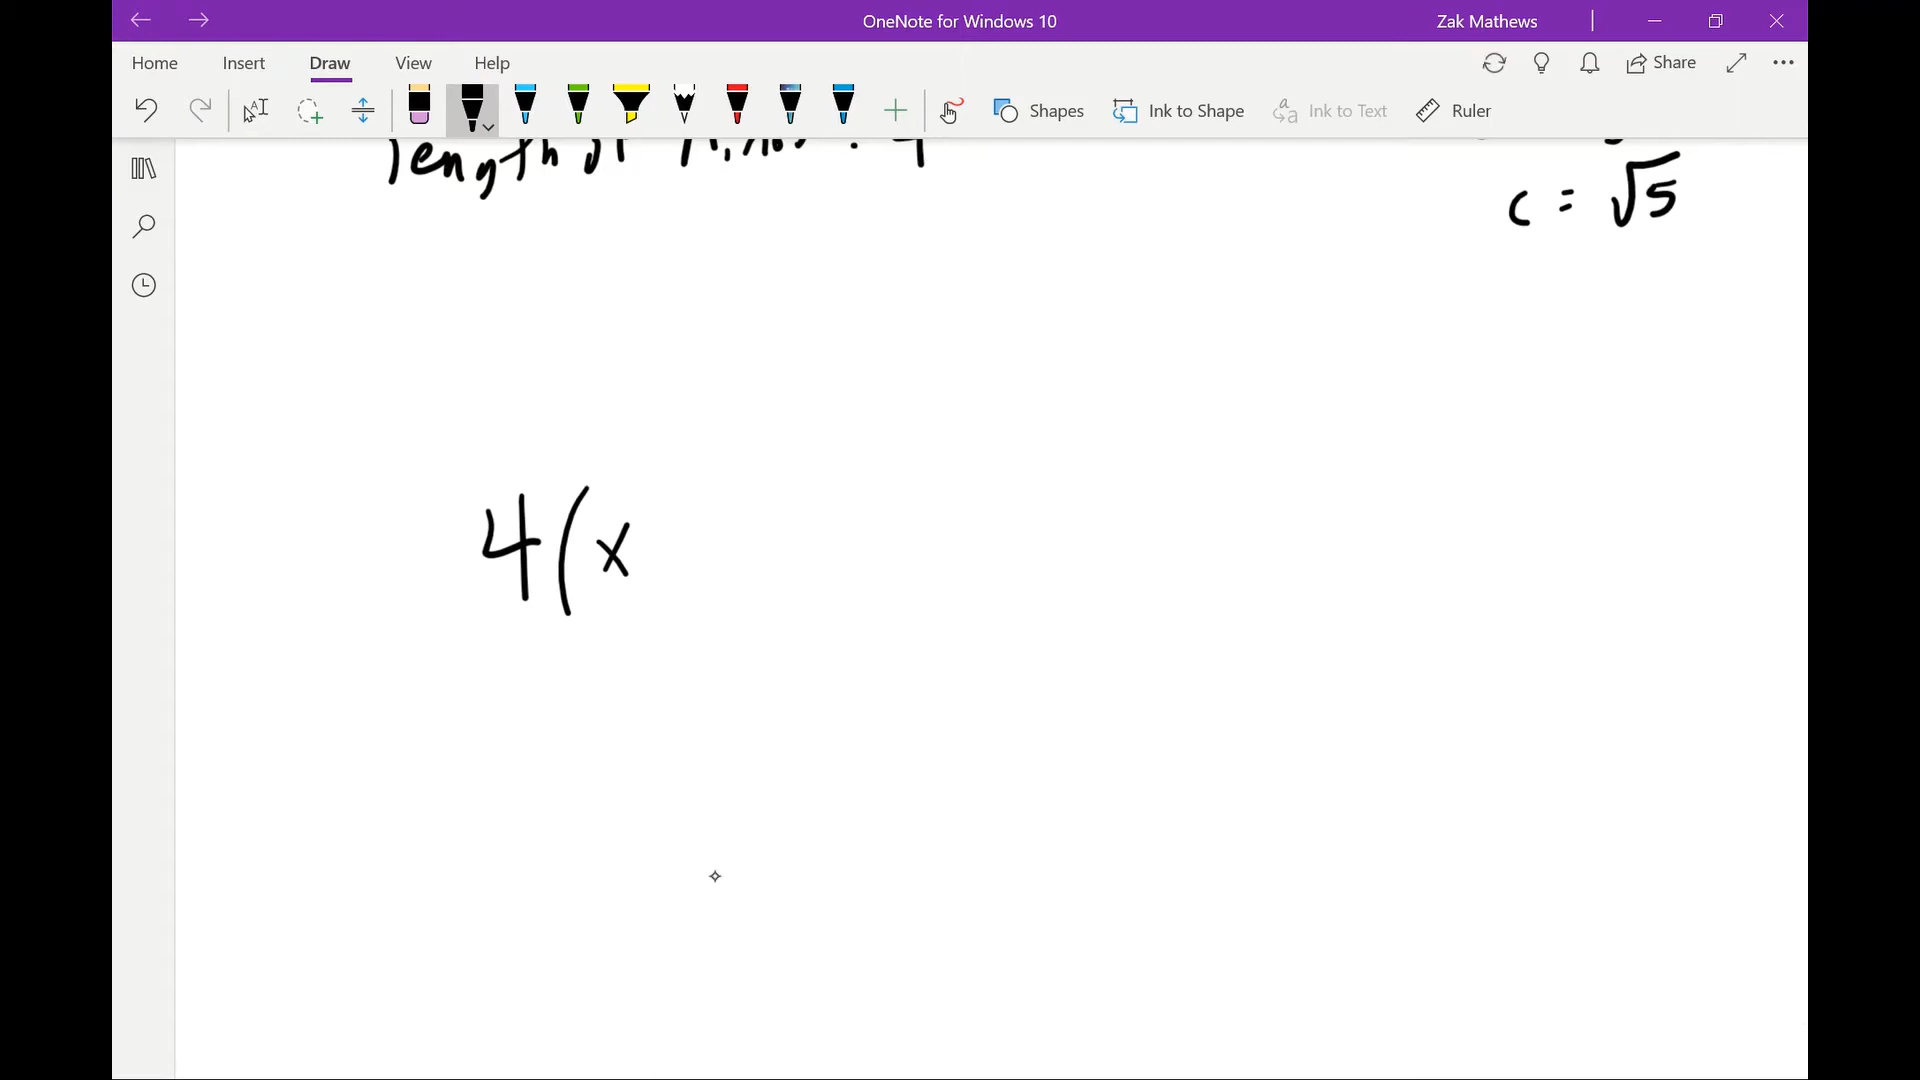 OneNote for Windows 10
Zak Mathews
Home Insert Draw View Help Share
Shapes Ink to Shape Ink to Text Ruler
length of
c = √5
4(x